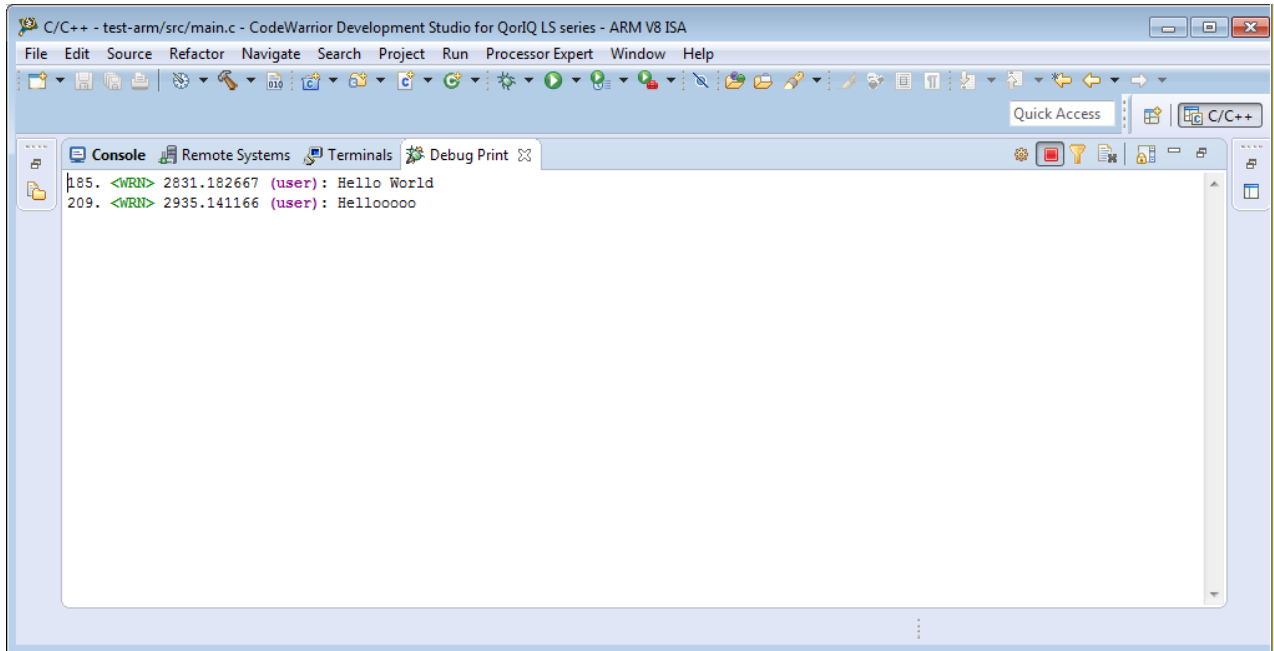 C/C++ - test-arm/src/main.c - CodeWarrior Development Studio for QorIQ LS series - ARM V8 ISA
File Edit Source Refactor Navigate Search Project Run Processor Expert Window Help
Quick Access C/C++
Console Remote Systems Terminals Debug Print
185. <WRN> 2831.182667 (user): Hello World
209. <WRN> 2935.141166 (user): Hellooooo